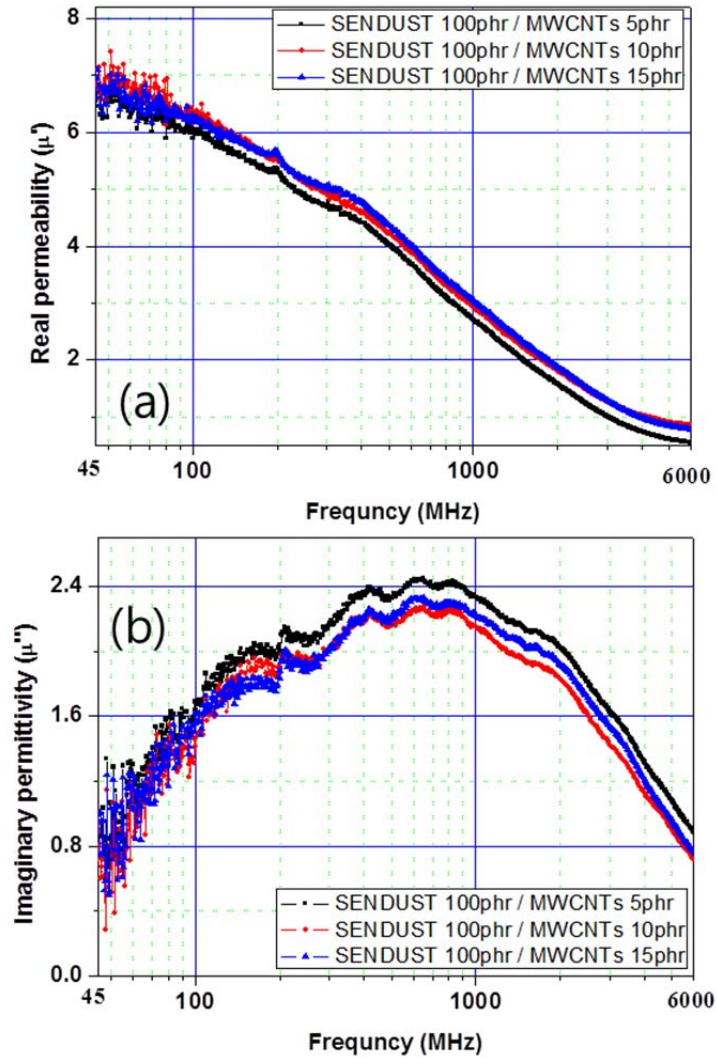 8
6
4
2
Real permeability (μ')
SENDUST 100phr / MWCNTs 5phr
SENDUST 100phr / MWCNTs 10phr
SENDUST 100phr / MWCNTs 15phr
(a)
45 100 1000 6000
Frequncy (MHz)
2.4
1.6
0.8
0.0
Imaginary permittivity (μ")
(b)
SENDUST 100phr / MWCNTs 5phr
SENDUST 100phr / MWCNTs 10phr
SENDUST 100phr / MWCNTs 15phr
45 100 1000 6000
Frequncy (MHz)